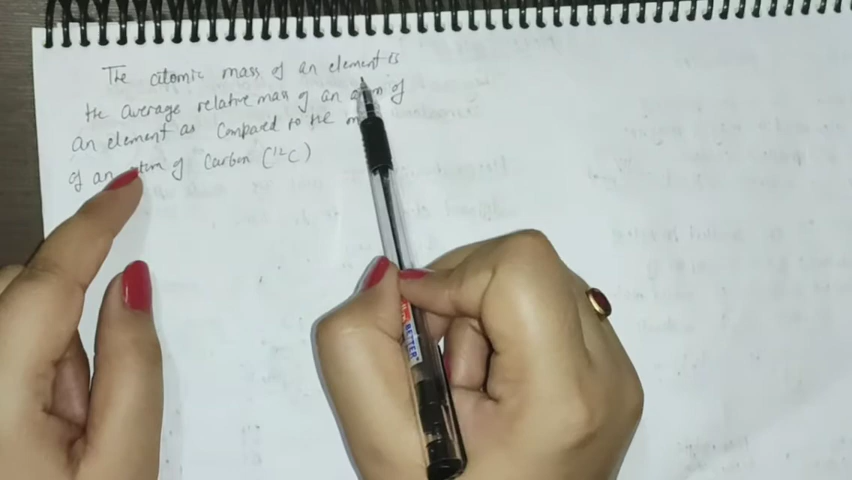 The atomic mass of an element is
the average relative mass of an atom of
an element as compared to the
of an atom of Carbon (¹²C)
BETTER